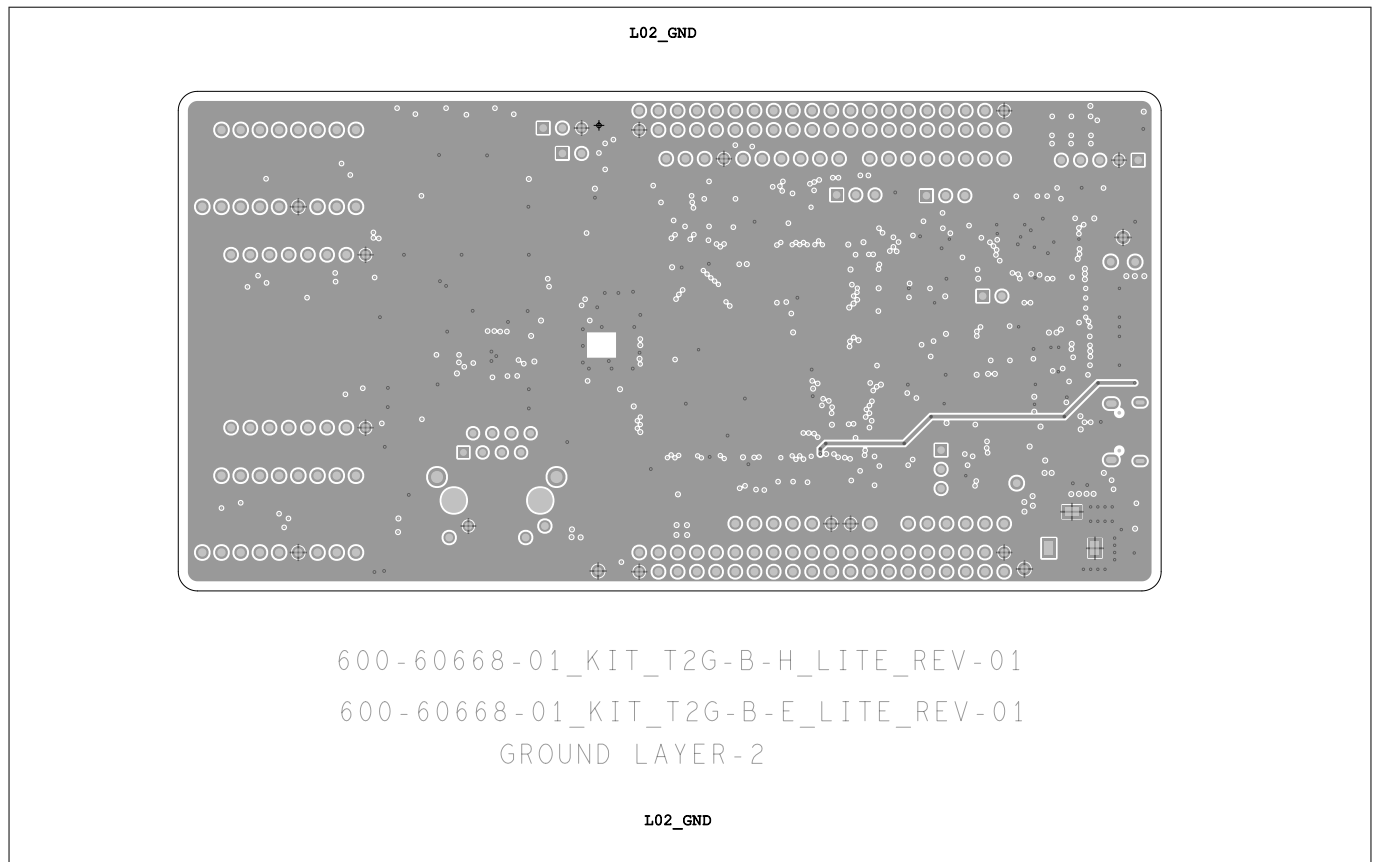 L02_GND
600-60668-01_KIT_T2G-B-H_LITE_REV-01
600-60668-01_KIT_T2G-B-E_LITE_REV-01
GROUND LAYER-2
L02_GND